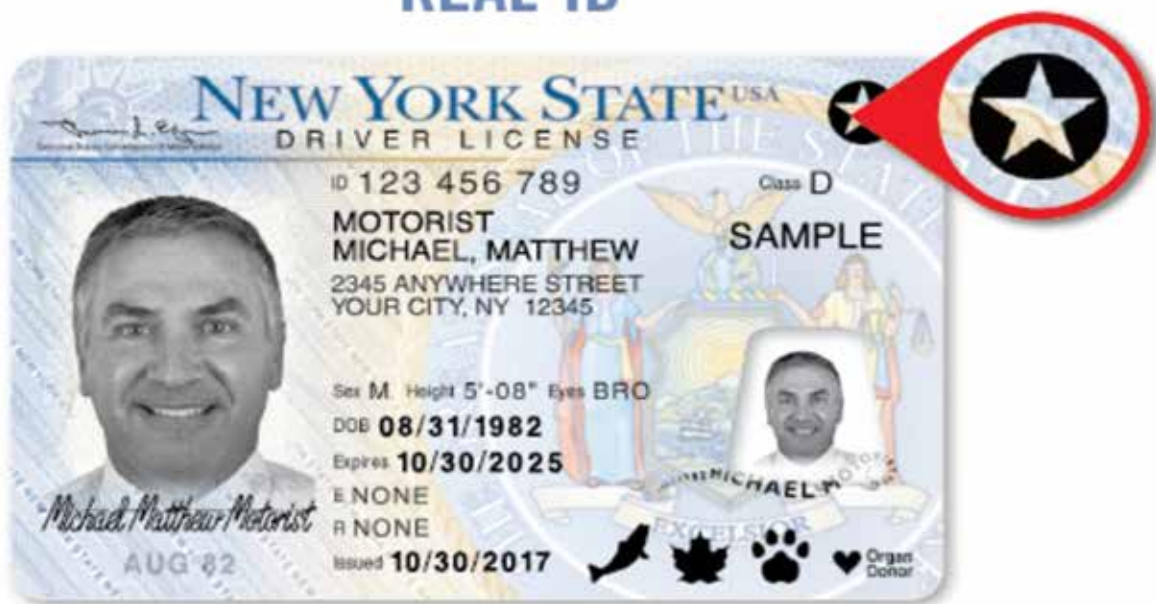 REAL ID
NEW YORK STATE USA
DRIVER LICENSE
ID 123 456 789
Class D
MOTORIST
MICHAEL, MATTHEW
SAMPLE
2345 ANYWHERE STREET
YOUR CITY, NY 12345
Sex M Height 5'-08" Eyes BRO
DOB 08/31/1982
Expires 10/30/2025
E NONE
R NONE
Issued 10/30/2017
Michael Matthew Motorist
AUG 82
MICHAEL M
EXCELSIOR
Organ
Donor